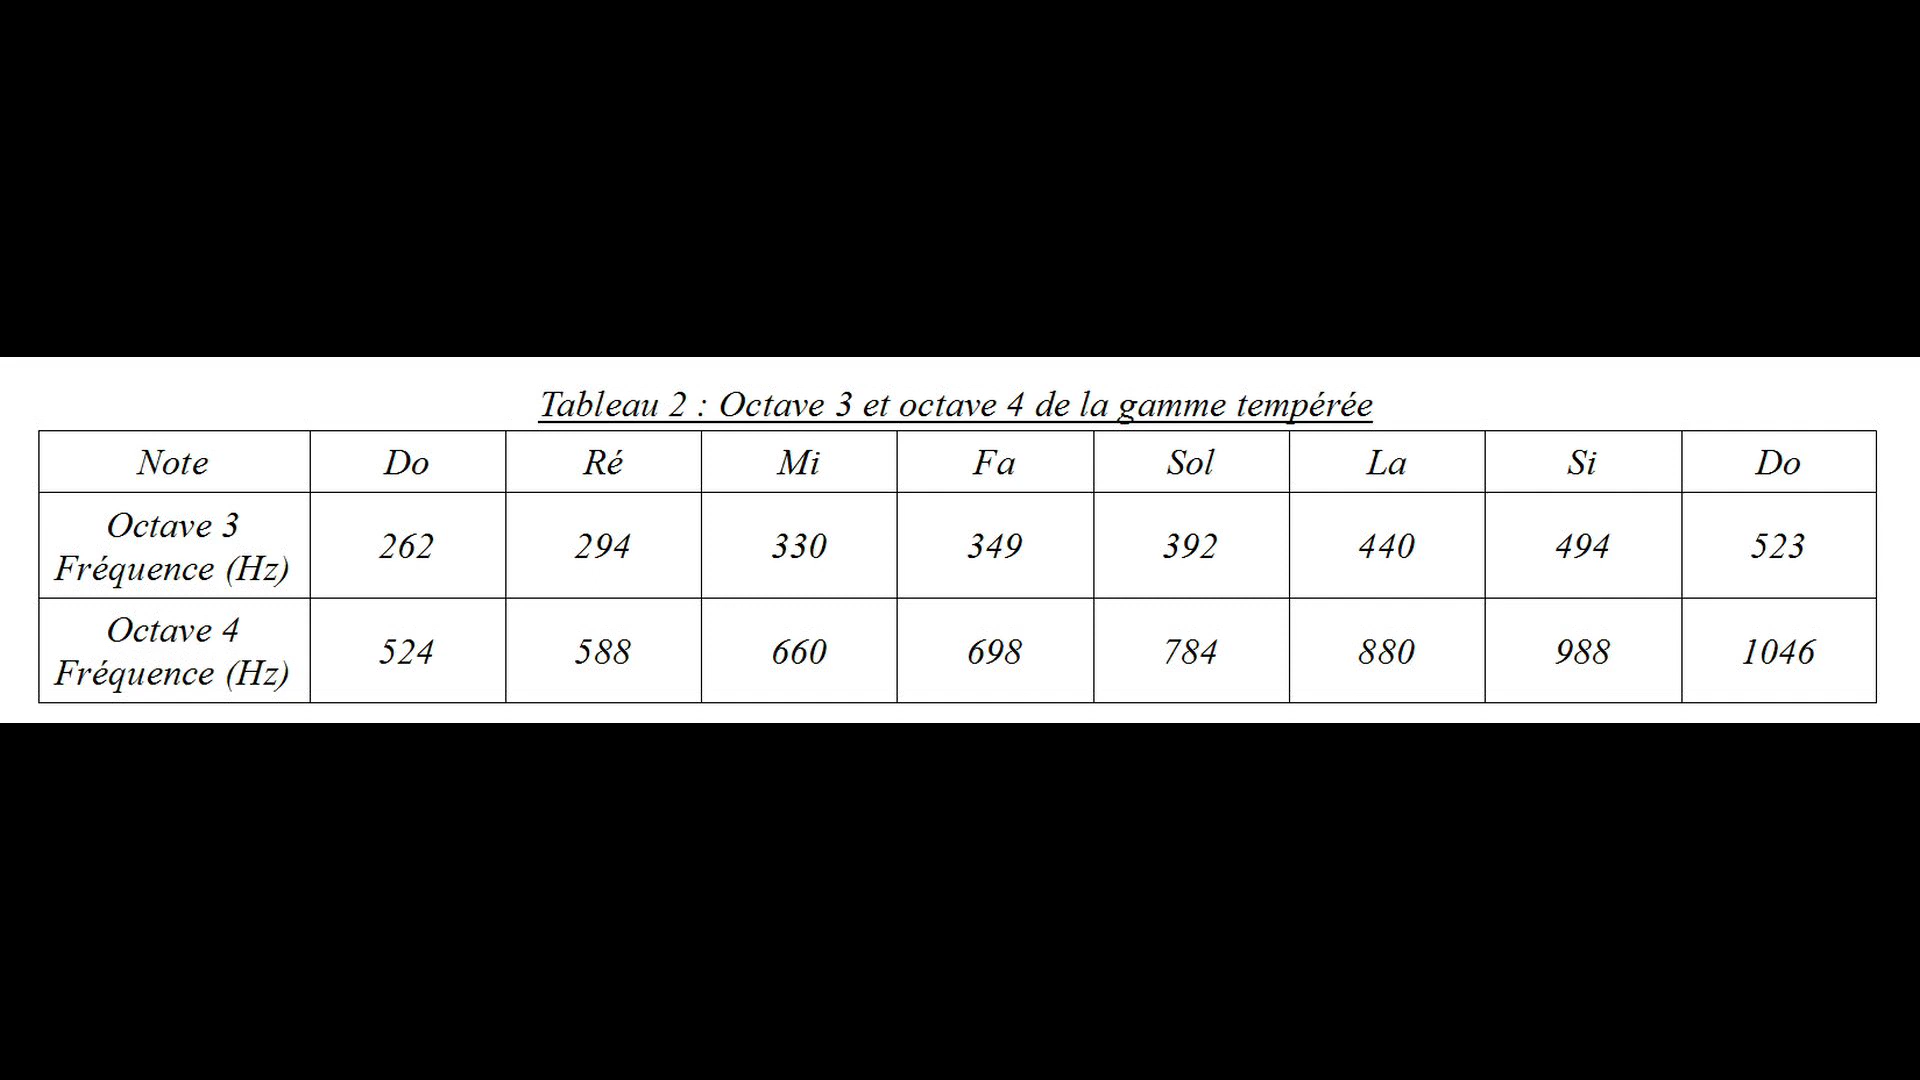 Tableau 2 : Octave 3 et octave 4 de la gamme tempérée
Note Do Ré Mi Fa Sol La Si Do
Octave 3
Fréquence (Hz) 262 294 330 349 392 440 494 523
Octave 4
Fréquence (Hz) 524 588 660 698 784 880 988 1046